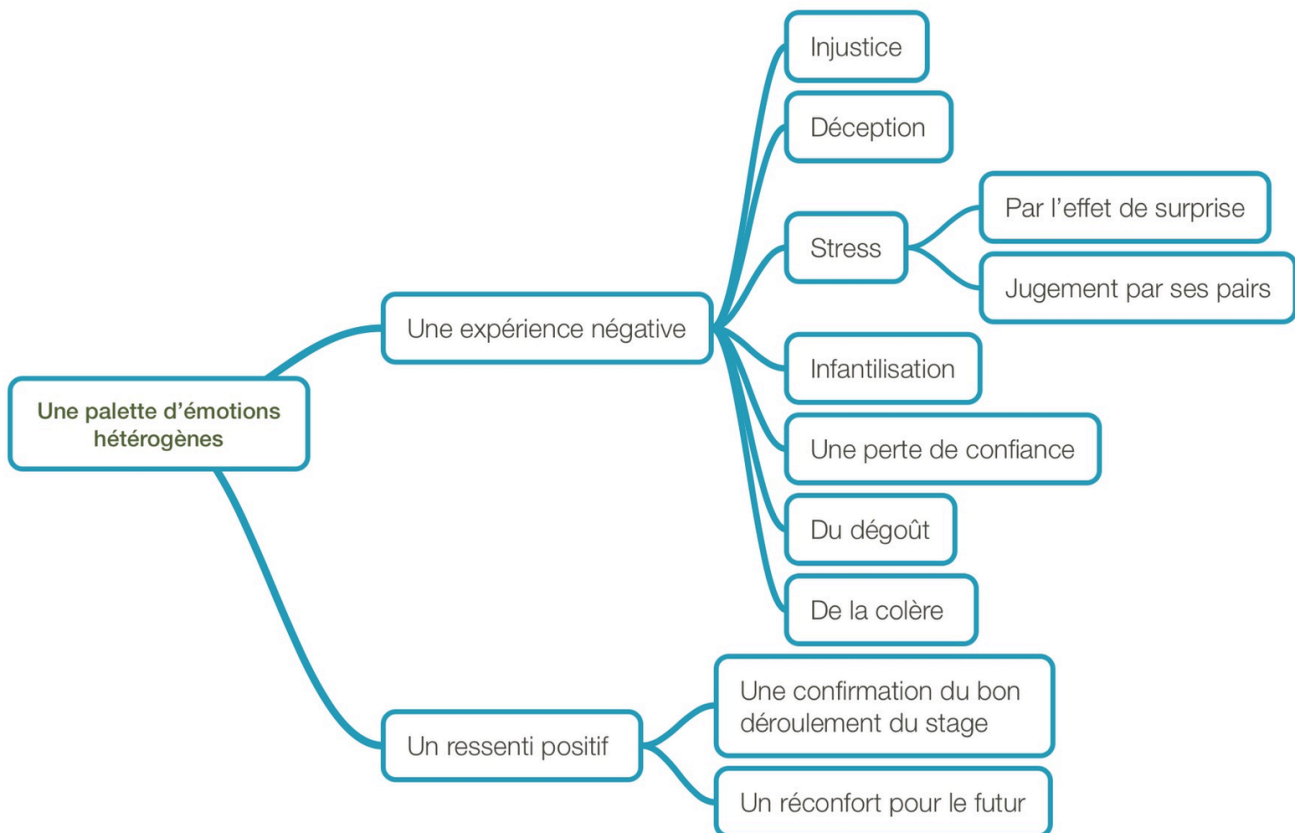 Une palette d’émotions
hétérogènes
Une expérience négative
Injustice
Déception
Stress
Par l’effet de surprise
Jugement par ses pairs
Infantilisation
Une perte de confiance
Du dégoût
De la colère
Un ressenti positif
Une confirmation du bon
déroulement du stage
Un réconfort pour le futur